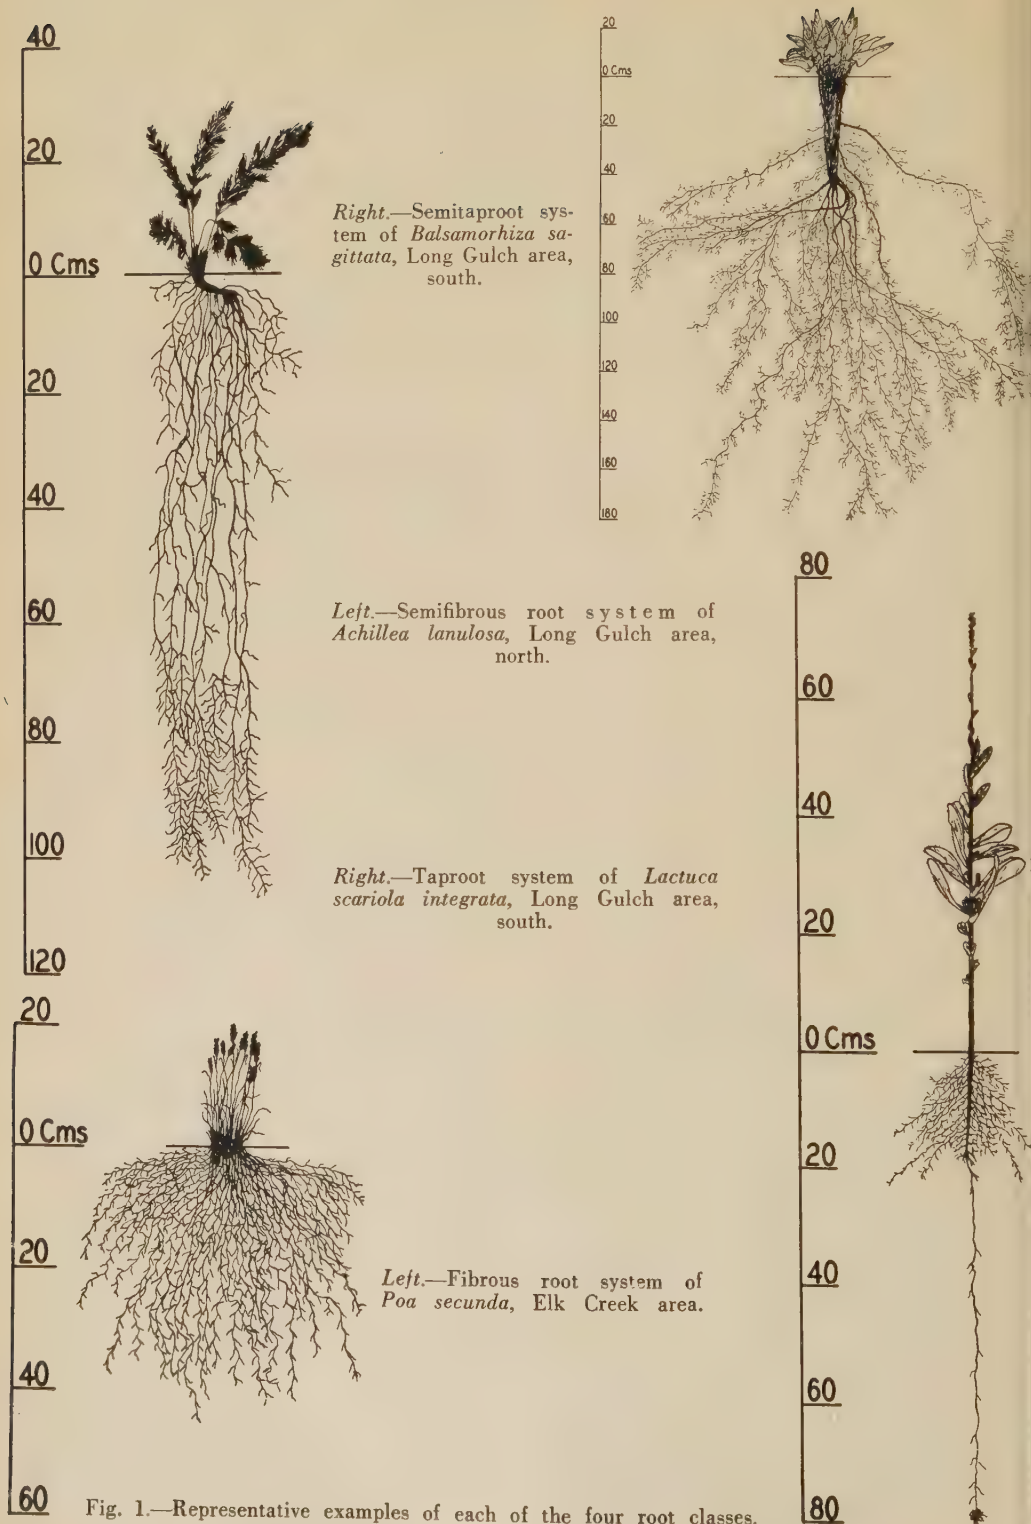 40
20
0 Cms
20
40
60
80
100
120
20
0 Cms
20
40
60
80
100
120
140
160
180
Right.—Semitaproot sys-
tem of Balsamorhiza sa-
gittata, Long Gulch area,
south.
Left.—Semifibrous root system of
Achillea lanulosa, Long Gulch area,
north.
Right.—Taproot system of Lactuca
scariola integrata, Long Gulch area,
south.
80
60
40
20
0 Cms
20
40
60
80
20
0 Cms
20
40
60
Left.—Fibrous root system of
Poa secunda, Elk Creek area.
Fig. 1.—Representative examples of each of the four root classes.